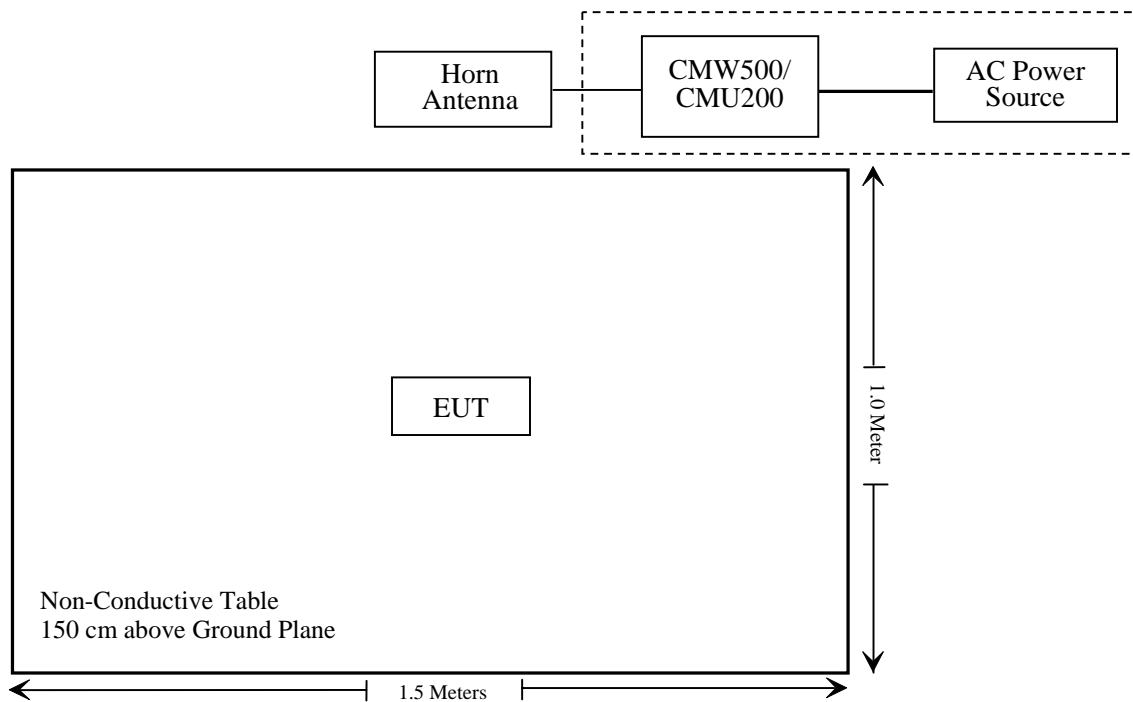 Horn
Antenna
CMW500/
CMU200
AC Power
Source
EUT
1.0 Meter
Non-Conductive Table
150 cm above Ground Plane
1.5 Meters